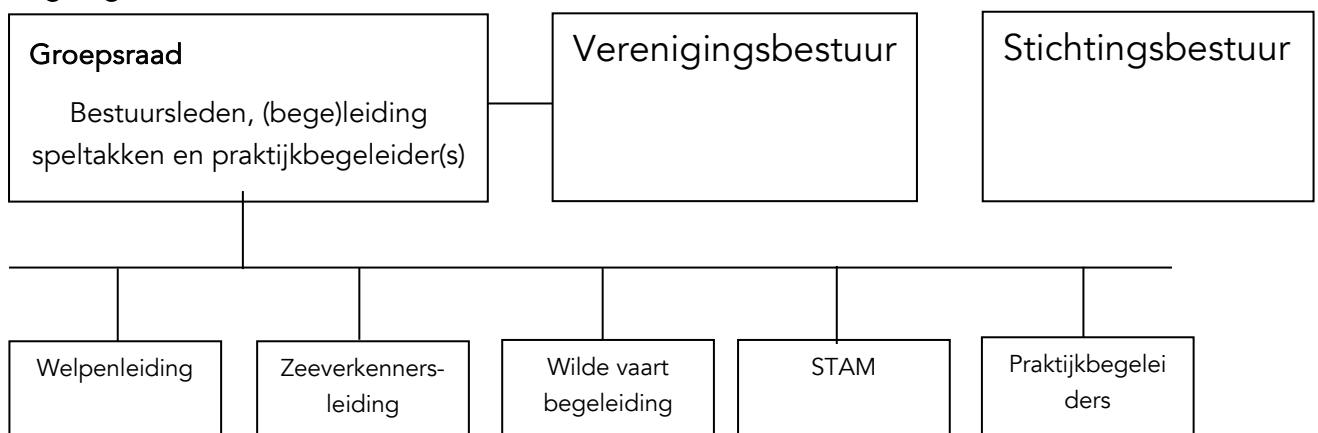 Groepsraad
Bestuursleden, (bege)leiding
speltakken en praktijkbegeleider(s)
Verenigingsbestuur
Stichtingsbestuur
Welpenleiding
Zeeverkenners-
leiding
Wilde vaart
begeleiding
STAM
Praktijkbegelei
ders